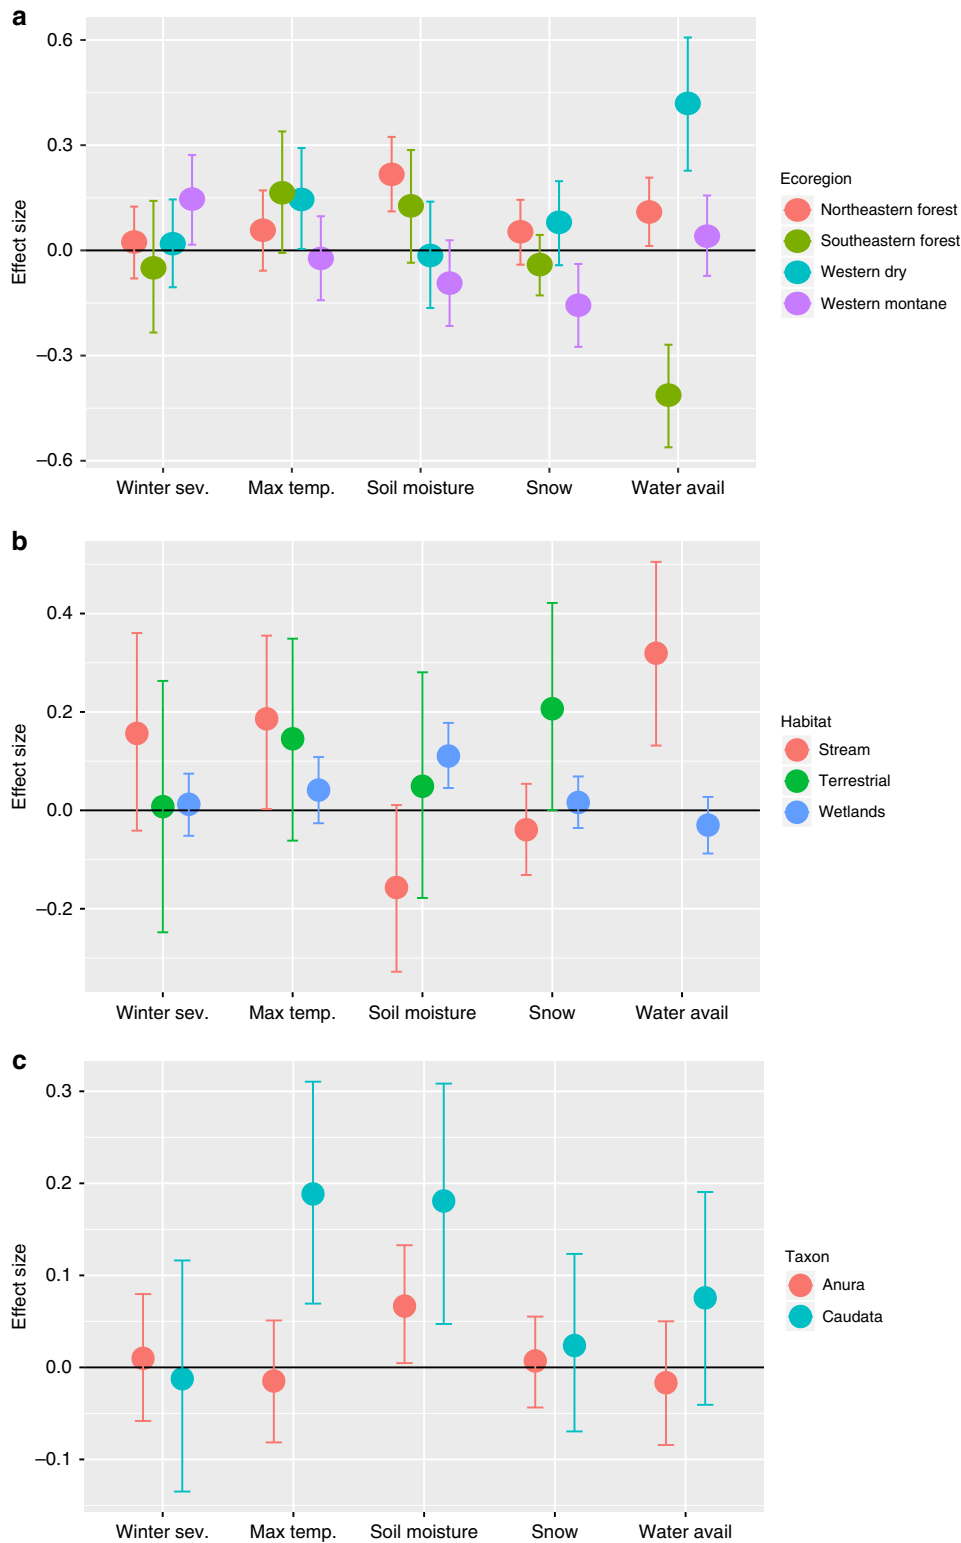 a
0.6
0.3
0.0
–0.3
–0.6
Effect size
Winter sev.
Max temp.
Soil moisture
Snow
Water avail
Ecoregion
Northeastern forest
Southeastern forest
Western dry
Western montane
b
0.4
0.2
0.0
–0.2
Effect size
Winter sev.
Max temp.
Soil moisture
Snow
Water avail
Habitat
Stream
Terrestrial
Wetlands
c
0.3
0.2
0.1
0.0
–0.1
Effect size
Winter sev.
Max temp.
Soil moisture
Snow
Water avail
Taxon
Anura
Caudata